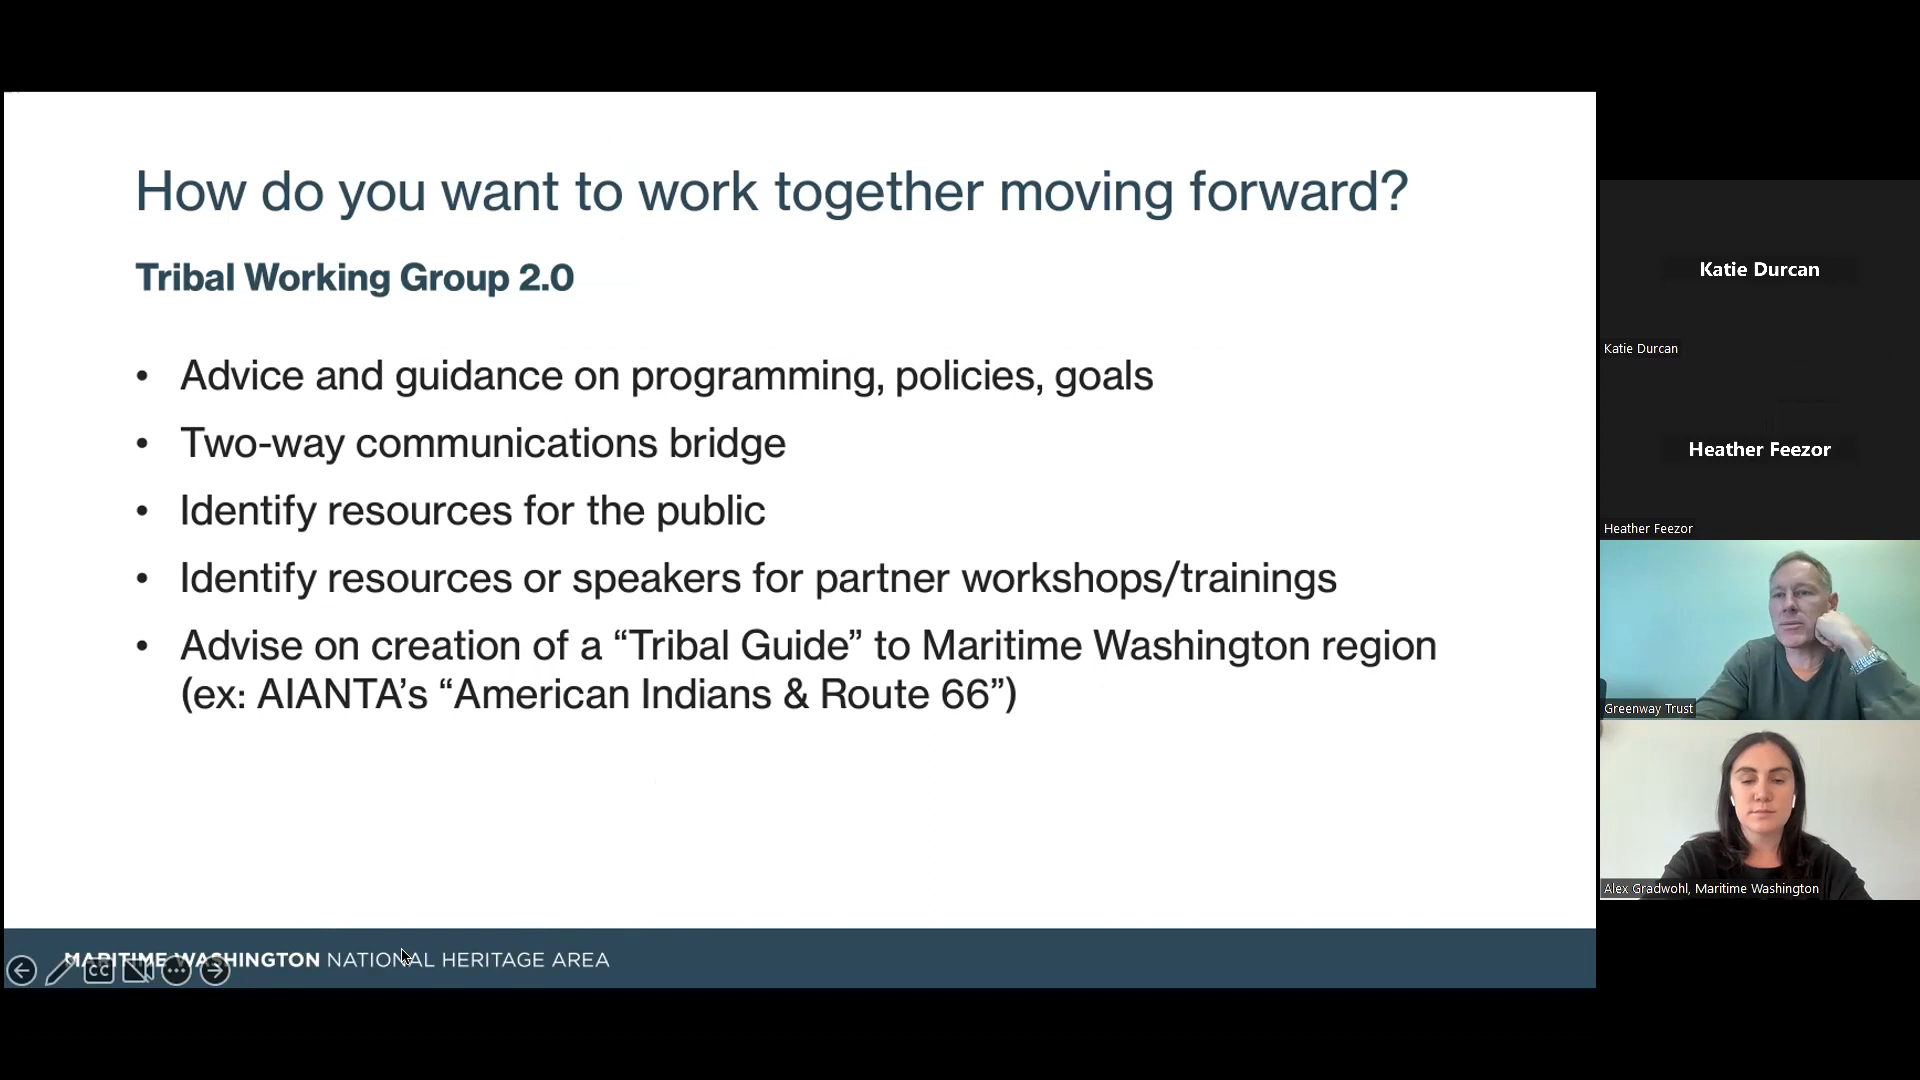 How do you want to work together moving forward?
Tribal Working Group 2.0
• Advice and guidance on programming, policies, goals
• Two-way communications bridge
• Identify resources for the public
• Identify resources or speakers for partner workshops/trainings
• Advise on creation of a “Tribal Guide” to Maritime Washington region
(ex: AIANTA’s “American Indians & Route 66”)
MARITIME WASHINGTON NATIONAL HERITAGE AREA
CC
Katie Durcan
Katie Durcan
Heather Feezor
Heather Feezor
Greenway Trust
Alex Gradwohl, Maritime Washington